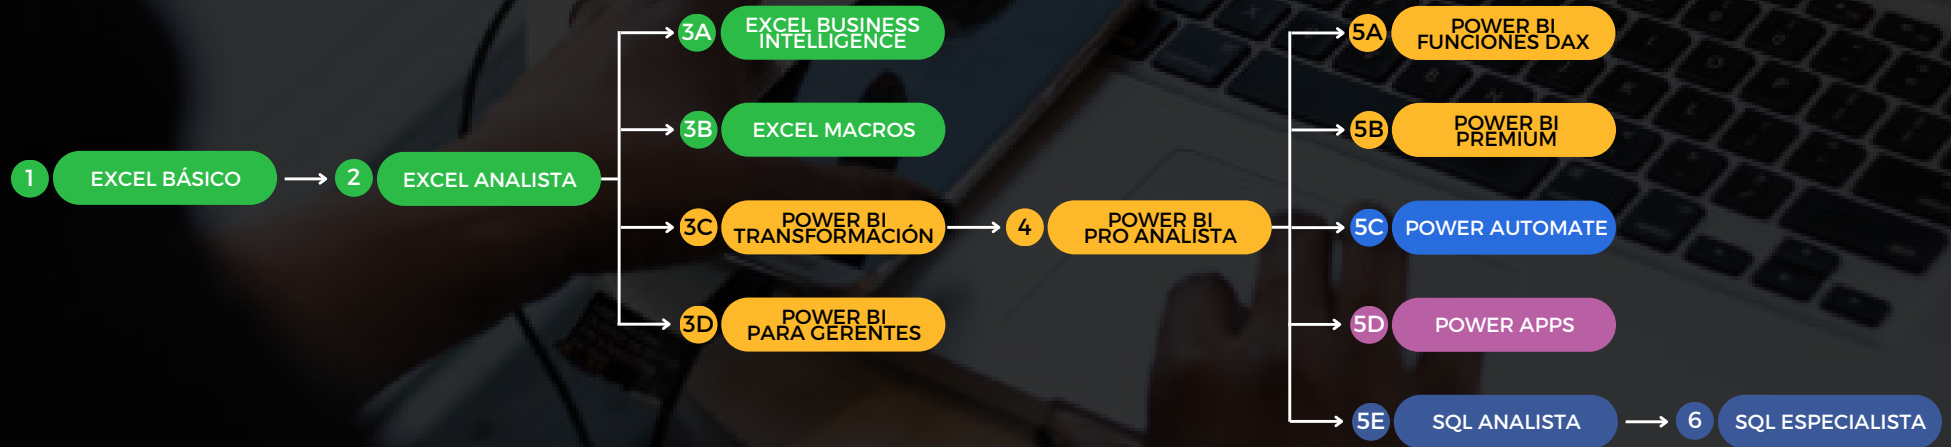 1
EXCEL BÁSICO
2
EXCEL ANALISTA
3A
EXCEL BUSINESS
INTELLIGENCE
3B
EXCEL MACROS
3C
POWER BI
TRANSFORMACIÓN
3D
POWER BI
PARA GERENTES
4
POWER BI
PRO ANALISTA
5A
POWER BI
FUNCIONES DAX
5B
POWER BI
PREMIUM
5C
POWER AUTOMATE
5D
POWER APPS
5E
SQL ANALISTA
6
SQL ESPECIALISTA